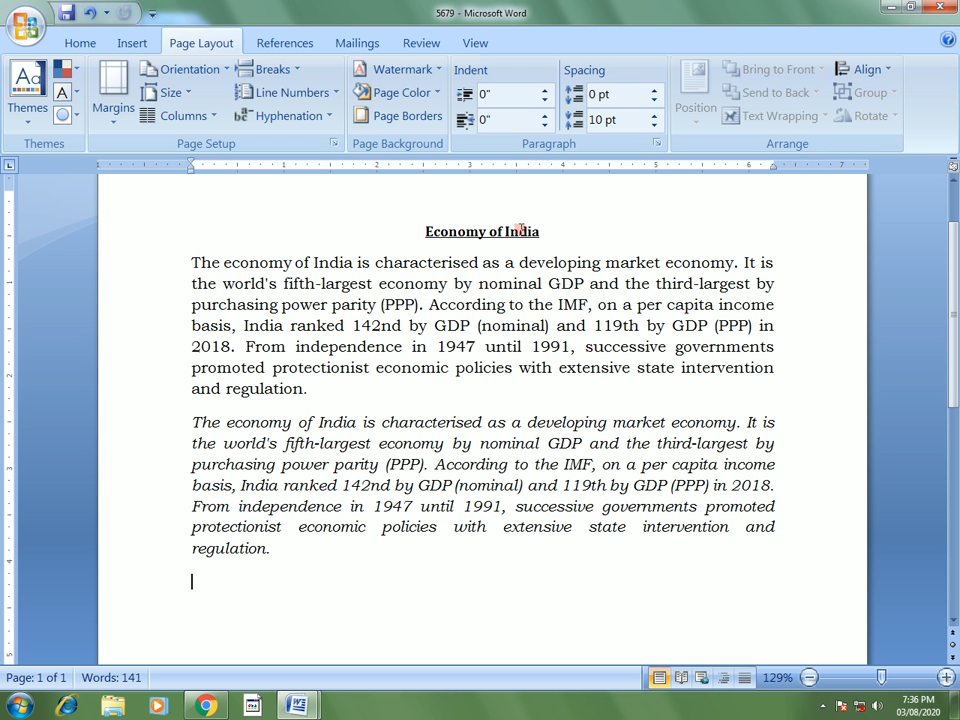 5679 - Microsoft Word
Home Insert Page Layout References Mailings Review View
Themes
Margins
Orientation
Size
Columns
Breaks
Line Numbers
Hyphenation
Watermark
Page Color
Page Borders
Indent
0"
0"
Spacing
0 pt
10 pt
Position
Bring to Front
Send to Back
Text Wrapping
Align
Group
Rotate
Themes Page Setup Page Background Paragraph Arrange
1 1 2 3 4 5 6 7
Economy of India
The economy of India is characterised as a developing market economy. It is
the world's fifth-largest economy by nominal GDP and the third-largest by
purchasing power parity (PPP). According to the IMF, on a per capita income
basis, India ranked 142nd by GDP (nominal) and 119th by GDP (PPP) in
2018. From independence in 1947 until 1991, successive governments
promoted protectionist economic policies with extensive state intervention
and regulation.
The economy of India is characterised as a developing market economy. It is
the world's fifth-largest economy by nominal GDP and the third-largest by
purchasing power parity (PPP). According to the IMF, on a per capita income
basis, India ranked 142nd by GDP (nominal) and 119th by GDP (PPP) in 2018.
From independence in 1947 until 1991, successive governments promoted
protectionist economic policies with extensive state intervention and
regulation.
Page: 1 of 1 Words: 141 129%
7:36 PM
03/08/2020